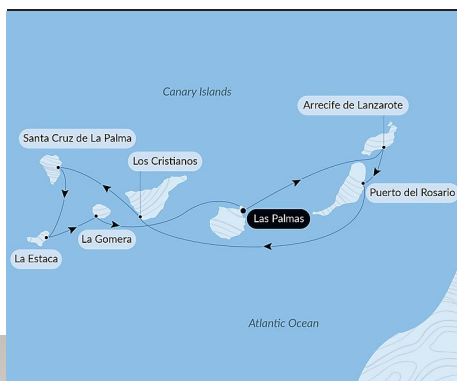 Canary Islands
Arrecife de Lanzarote
Santa Cruz de La Palma
Los Cristianos
Puerto del Rosario
Las Palmas
La Gomera
La Estaca
Atlantic Ocean